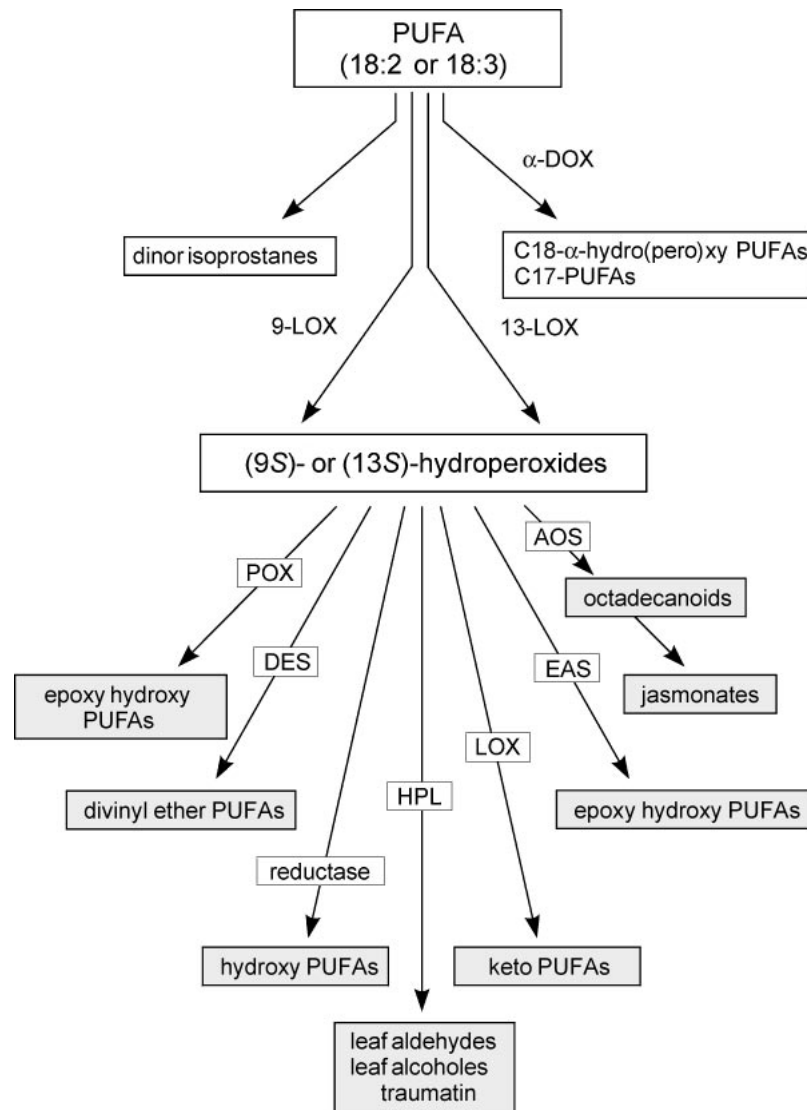 PUFA
(18:2 or 18:3)
α-DOX
dinor isoprostanes
C18-α-hydro(pero)xy PUFAs
C17-PUFAs
9-LOX
13-LOX
(9S)- or (13S)-hydroperoxides
AOS
POX
octadecanoids
DES
EAS
epoxy hydroxy
PUFAs
jasmonates
LOX
HPL
divinyl ether PUFAs
epoxy hydroxy PUFAs
reductase
hydroxy PUFAs
keto PUFAs
leaf aldehydes
leaf alcoholes
traumatin